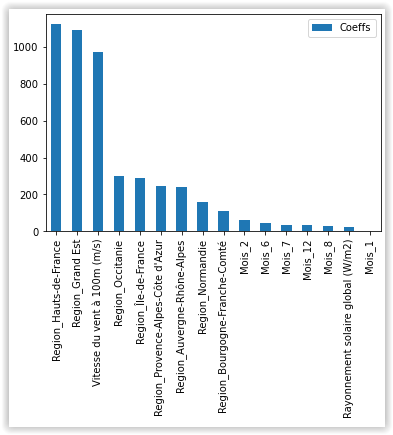 Coeffs
1000
800
600
400
200
0
Region_Hauts-de-France
Region_Grand Est
Vitesse du vent à 100m (m/s)
Region_Occitanie
Region_Île-de-France
Region_Provence-Alpes-Côte d'Azur
Region_Auvergne-Rhône-Alpes
Region_Normandie
Region_Bourgogne-Franche-Comté
Mois_2
Mois_6
Mois_7
Mois_12
Mois_8
Rayonnement solaire global (W/m2)
Mois_1